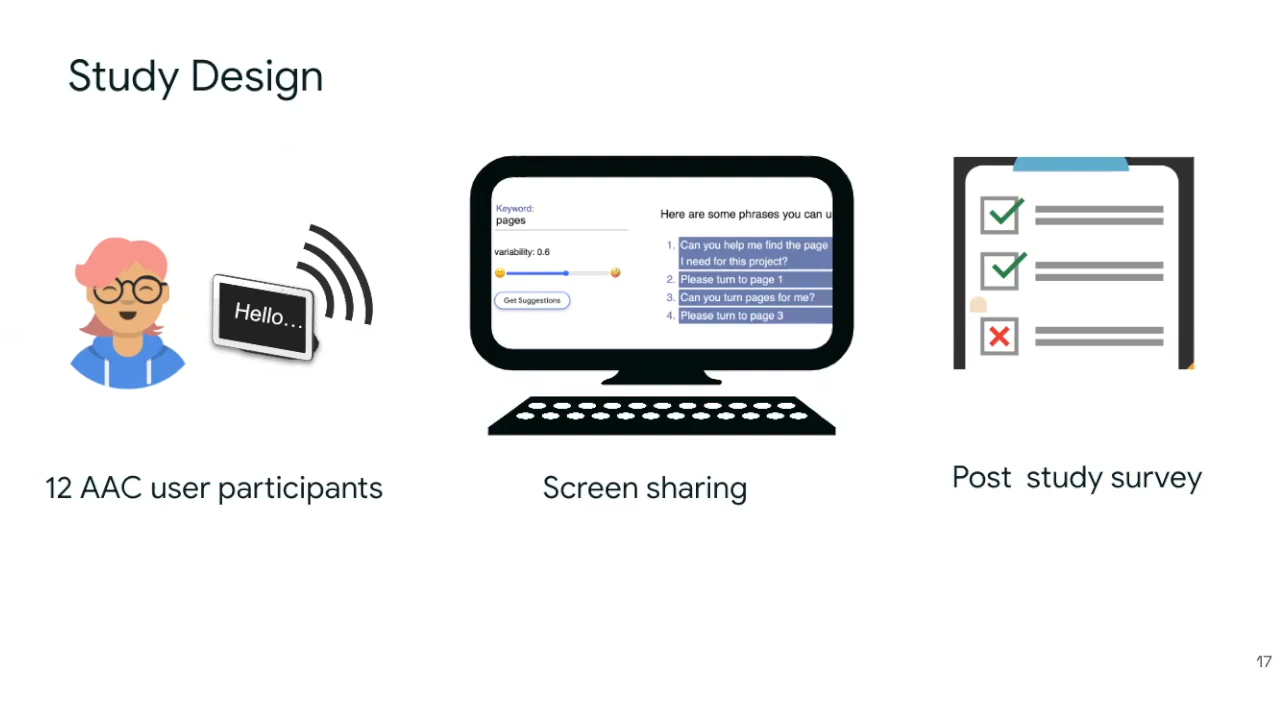 Study Design
Hello...
12 AAC user participants
Keyword:
pages
variability: 0.6
Get Suggestions
Here are some phrases you can u
1. Can you help me find the page
I need for this project?
2. Please turn to page 1
3. Can you turn pages for me?
4. Please turn to page 3
Screen sharing
Post study survey
17